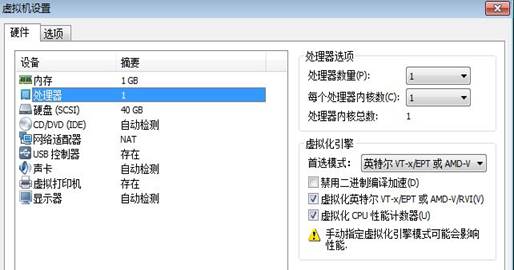 虚拟机设置
硬件 选项
设备 摘要
内存 1 GB
处理器 1
硬盘 (SCSI) 40 GB
CD/DVD (IDE) 自动检测
网络适配器 NAT
USB 控制器 存在
声卡 自动检测
虚拟打印机 存在
显示器 自动检测
处理器选项
处理器数量(P): 1
每个处理器内核数(C): 1
处理器内核总数: 1
虚拟化引擎
首选模式: 英特尔 VT-x/EPT 或 AMD-V
禁用二进制编译加速(D)
虚拟化英特尔 VT-x/EPT 或 AMD-V/RVI(V)
虚拟化 CPU 性能计数器(U)
手动指定虚拟化引擎模式可能会影响
性能.